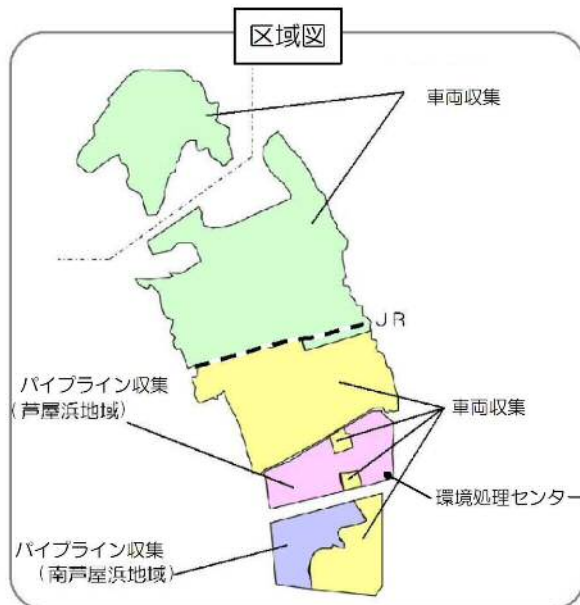 区域図
車両収集
JR
パイプライン収集
(芦屋浜地域)
車両収集
環境処理センター
パイプライン収集
(南芦屋浜地域)